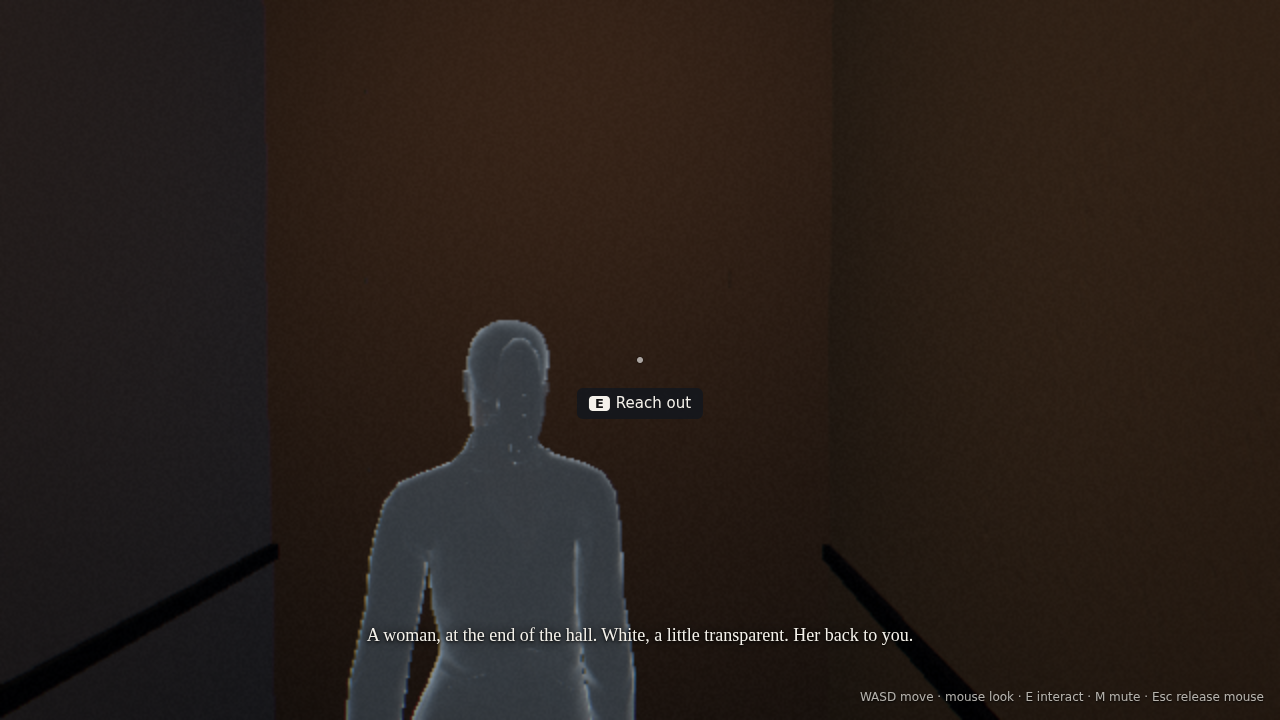 E Reach out
A woman, at the end of the hall. White, a little transparent. Her back to you.
WASD move · mouse look · E interact · M mute · Esc release mouse